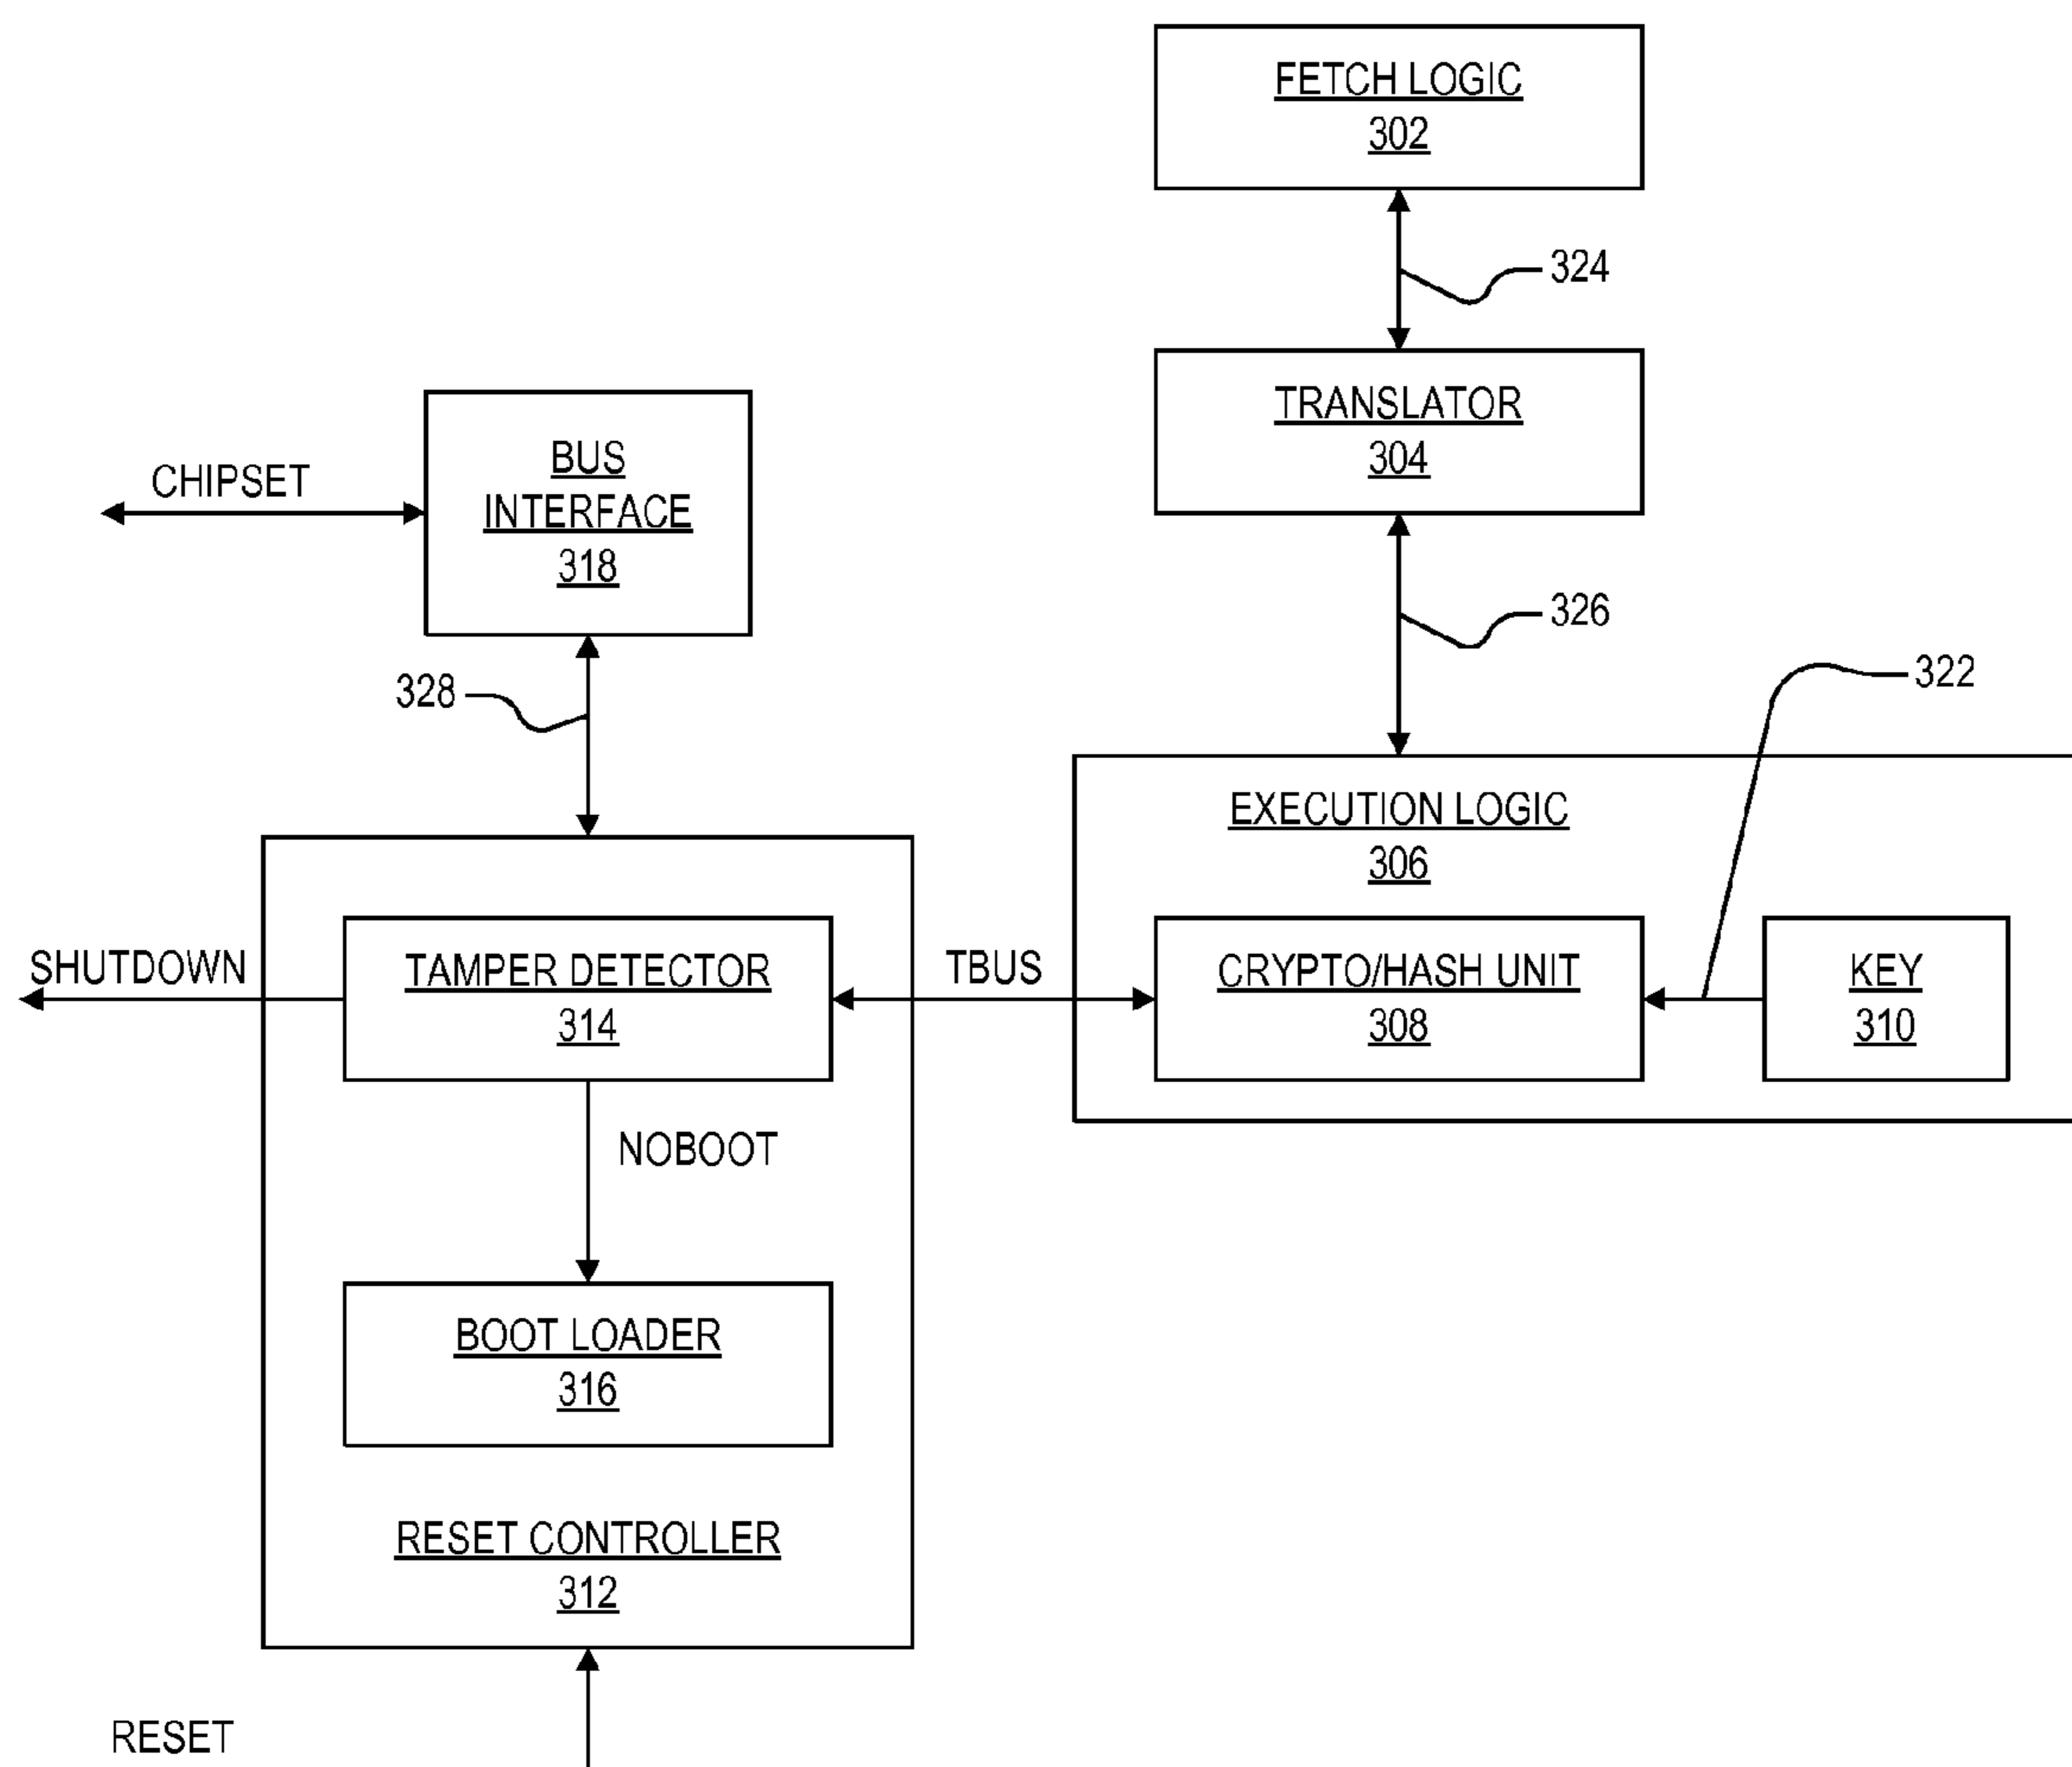 FETCH LOGIC
302
324
TRANSLATOR
304
CHIPSET
BUS
INTERFACE
318
326
328
322
EXECUTION LOGIC
306
SHUTDOWN
TAMPER DETECTOR
314
TBUS
CRYPTO/HASH UNIT
308
KEY
310
NOBOOT
BOOT LOADER
316
RESET CONTROLLER
312
RESET